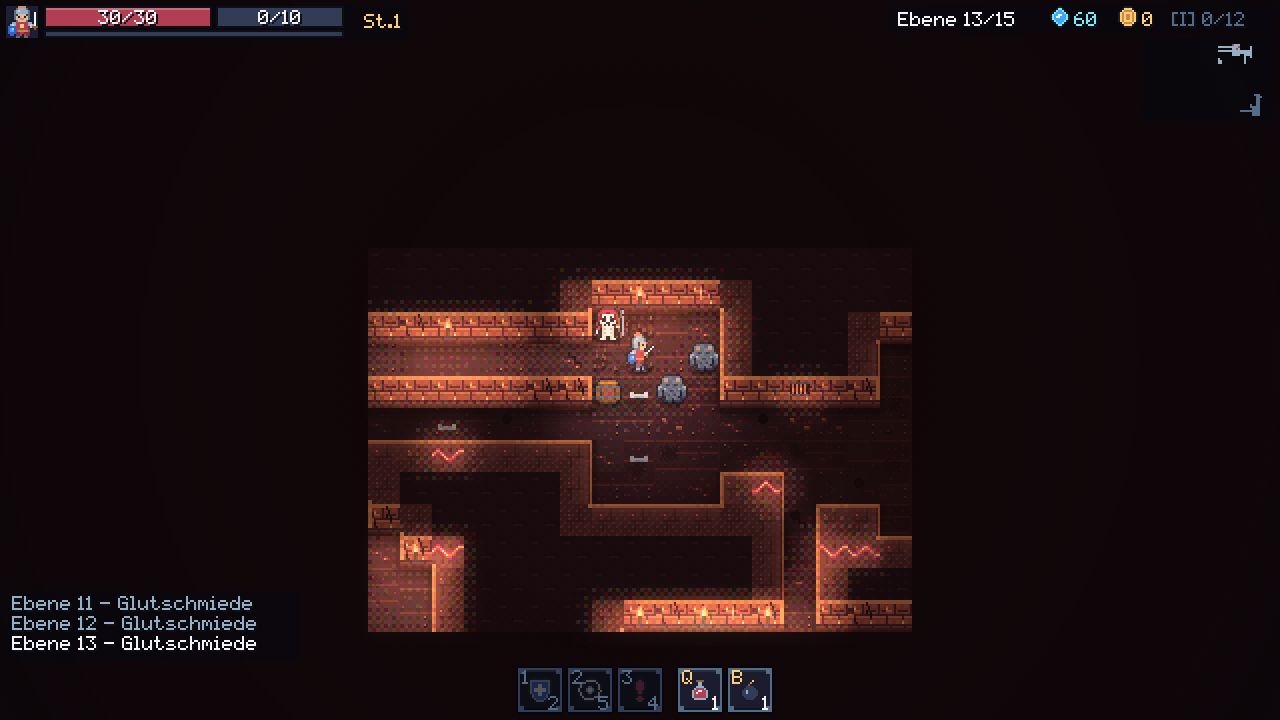 30/30
0/10
St.1
Ebene 13/15
60
0
[I] 0/12
Ebene 11 - Glutschmiede
Ebene 12 - Glutschmiede
Ebene 13 - Glutschmiede
1
2
2
5
3
4
Q
1
B
1